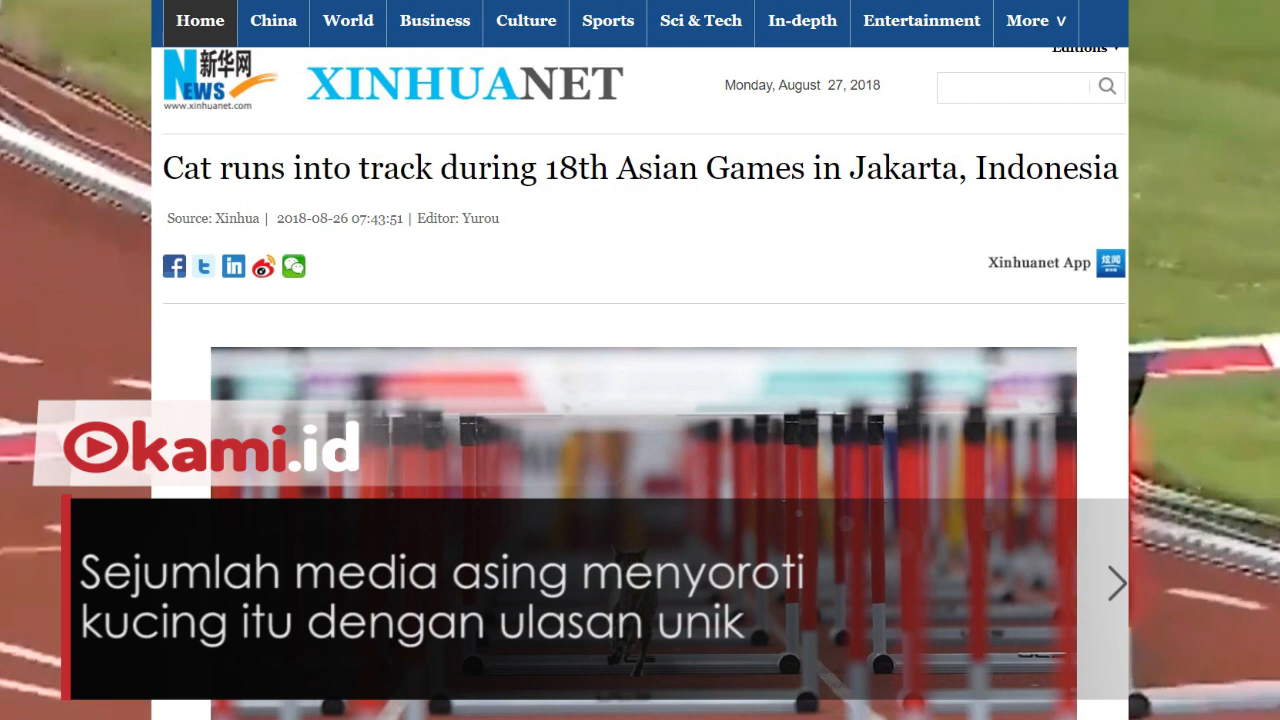 Home China World Business Culture Sports Sci & Tech In-depth Entertainment More ∨
Editions
新华网
NEWS
www.xinhuanet.com
XINHUANET
Monday, August 27, 2018
Cat runs into track during 18th Asian Games in Jakarta, Indonesia
Source: Xinhua | 2018-08-26 07:43:51 | Editor: Yurou
Xinhuanet App
Okami.id
Sejumlah media asing menyoroti
kucing itu dengan ulasan unik